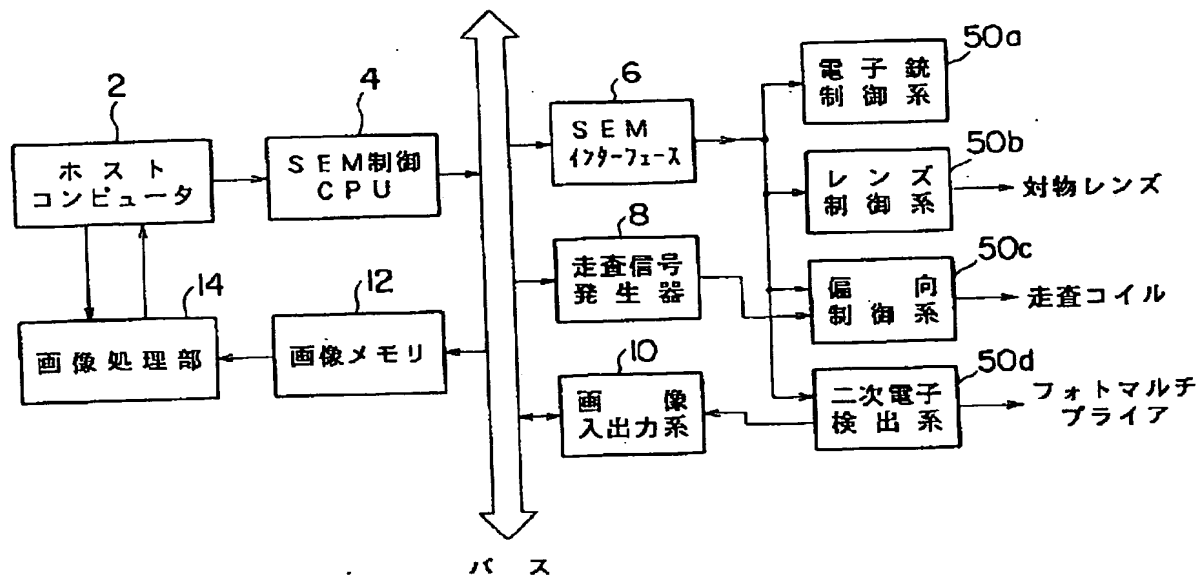 2
ホスト
コンピュータ
4
SEM制御
CPU
14
画像処理部
12
画像メモリ
バス
6
SEM
インターフェース
8
走査信号
発生器
10
画像
入出力系
50a
電子銃
制御系
50b
レンズ
制御系
対物レンズ
50c
偏向
制御系
走査コイル
50d
二次電子
検出系
フォトマルチ
プライア